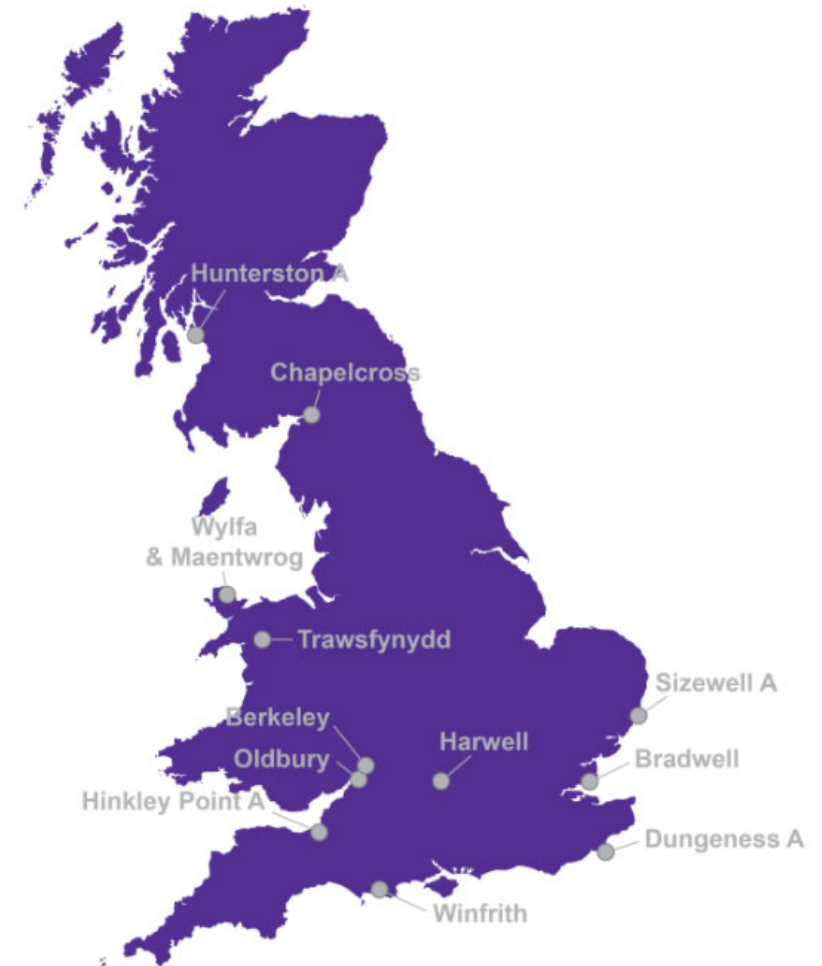 Hunterston A
Chapelcross
Wylfa
& Maentwrog
Trawsfynydd
Sizewell A
Berkeley
Harwell
Oldbury
Bradwell
Hinkley Point A
Dungeness A
Winfrith